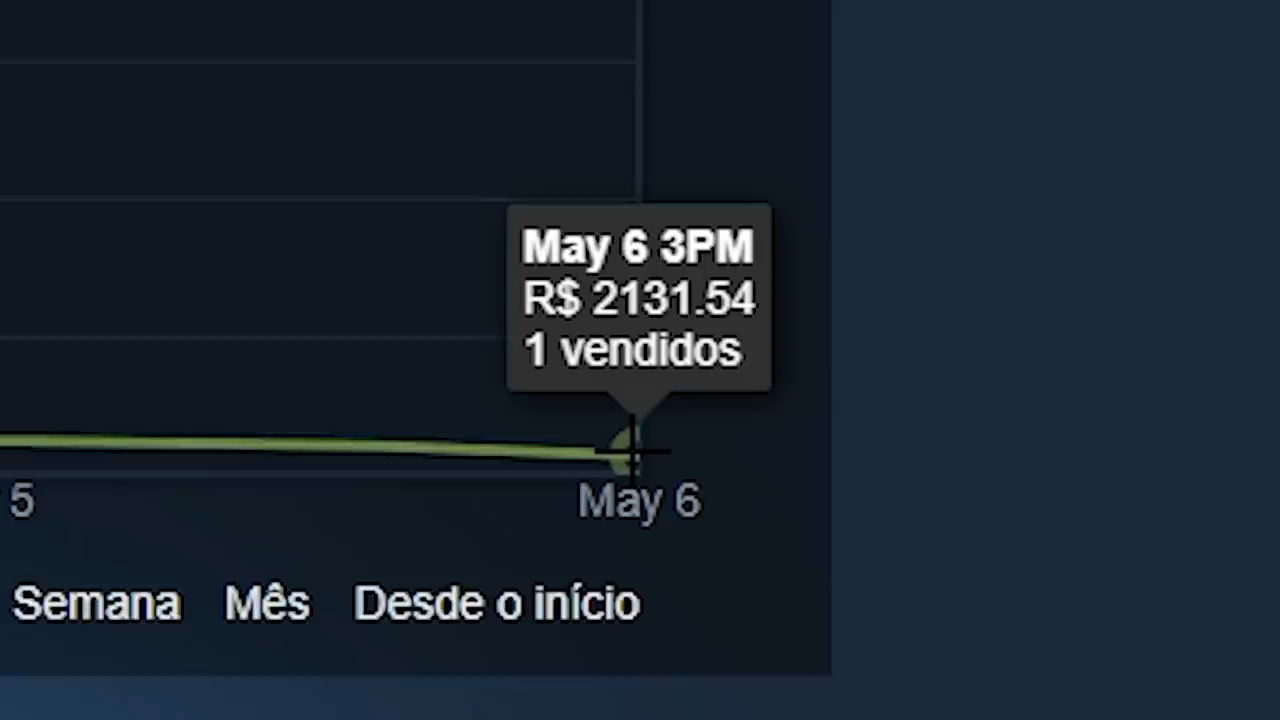 May 6 3PM
R$ 2131.54
1 vendidos
5 May 6
Semana Mês Desde o início